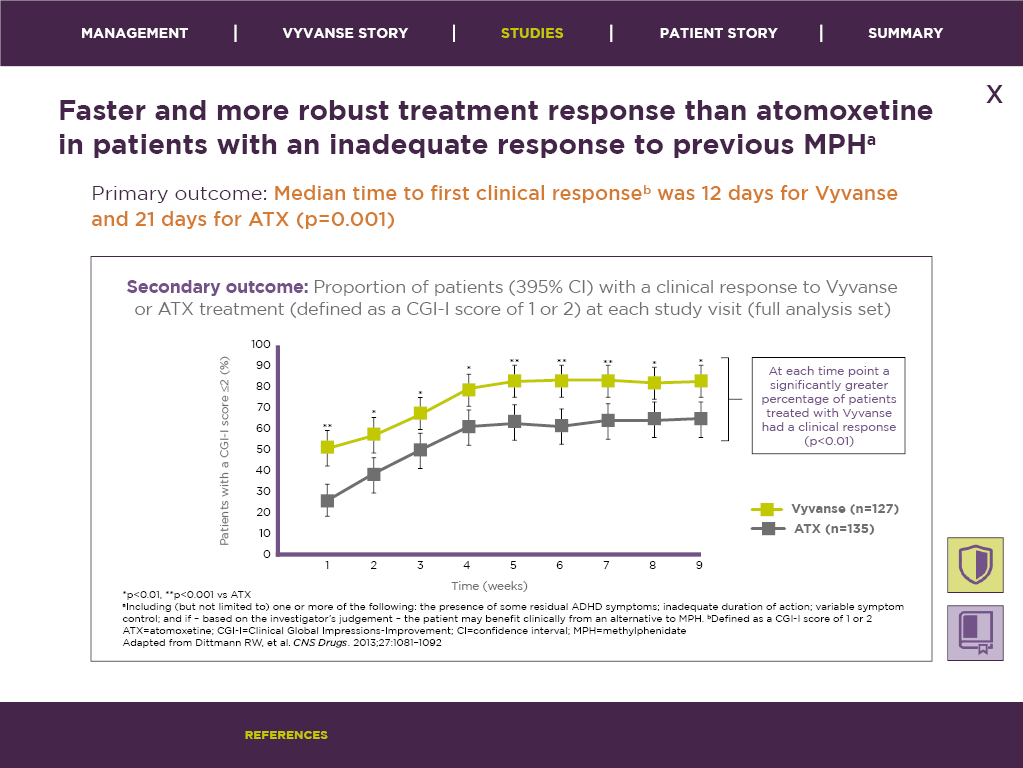 MANAGEMENT | VYVANSE STORY | STUDIES | PATIENT STORY | SUMMARY
X
Faster and more robust treatment response than atomoxetine
in patients with an inadequate response to previous MPHᵃ
Primary outcome: Median time to first clinical responseᵇ was 12 days for Vyvanse
and 21 days for ATX (p=0.001)
Secondary outcome: Proportion of patients (395% CI) with a clinical response to Vyvanse
or ATX treatment (defined as a CGI-I score of 1 or 2) at each study visit (full analysis set)
Patients with a CGI-I score ≤2 (%)
100
90
80
70
60
50
40
30
20
10
0
** * * * ** ** ** * *
1 2 3 4 5 6 7 8 9
Time (weeks)
At each time point a
significantly greater
percentage of patients
treated with Vyvanse
had a clinical response
(p<0.01)
Vyvanse (n=127)
ATX (n=135)
*p<0.01, **p<0.001 vs ATX
ᵃIncluding (but not limited to) one or more of the following: the presence of some residual ADHD symptoms; inadequate duration of action; variable symptom
control; and if – based on the investigator's judgement – the patient may benefit clinically from an alternative to MPH. ᵇDefined as a CGI-I score of 1 or 2
ATX=atomoxetine; CGI-I=Clinical Global Impressions-Improvement; CI=confidence interval; MPH=methylphenidate
Adapted from Dittmann RW, et al. CNS Drugs. 2013;27:1081–1092
REFERENCES